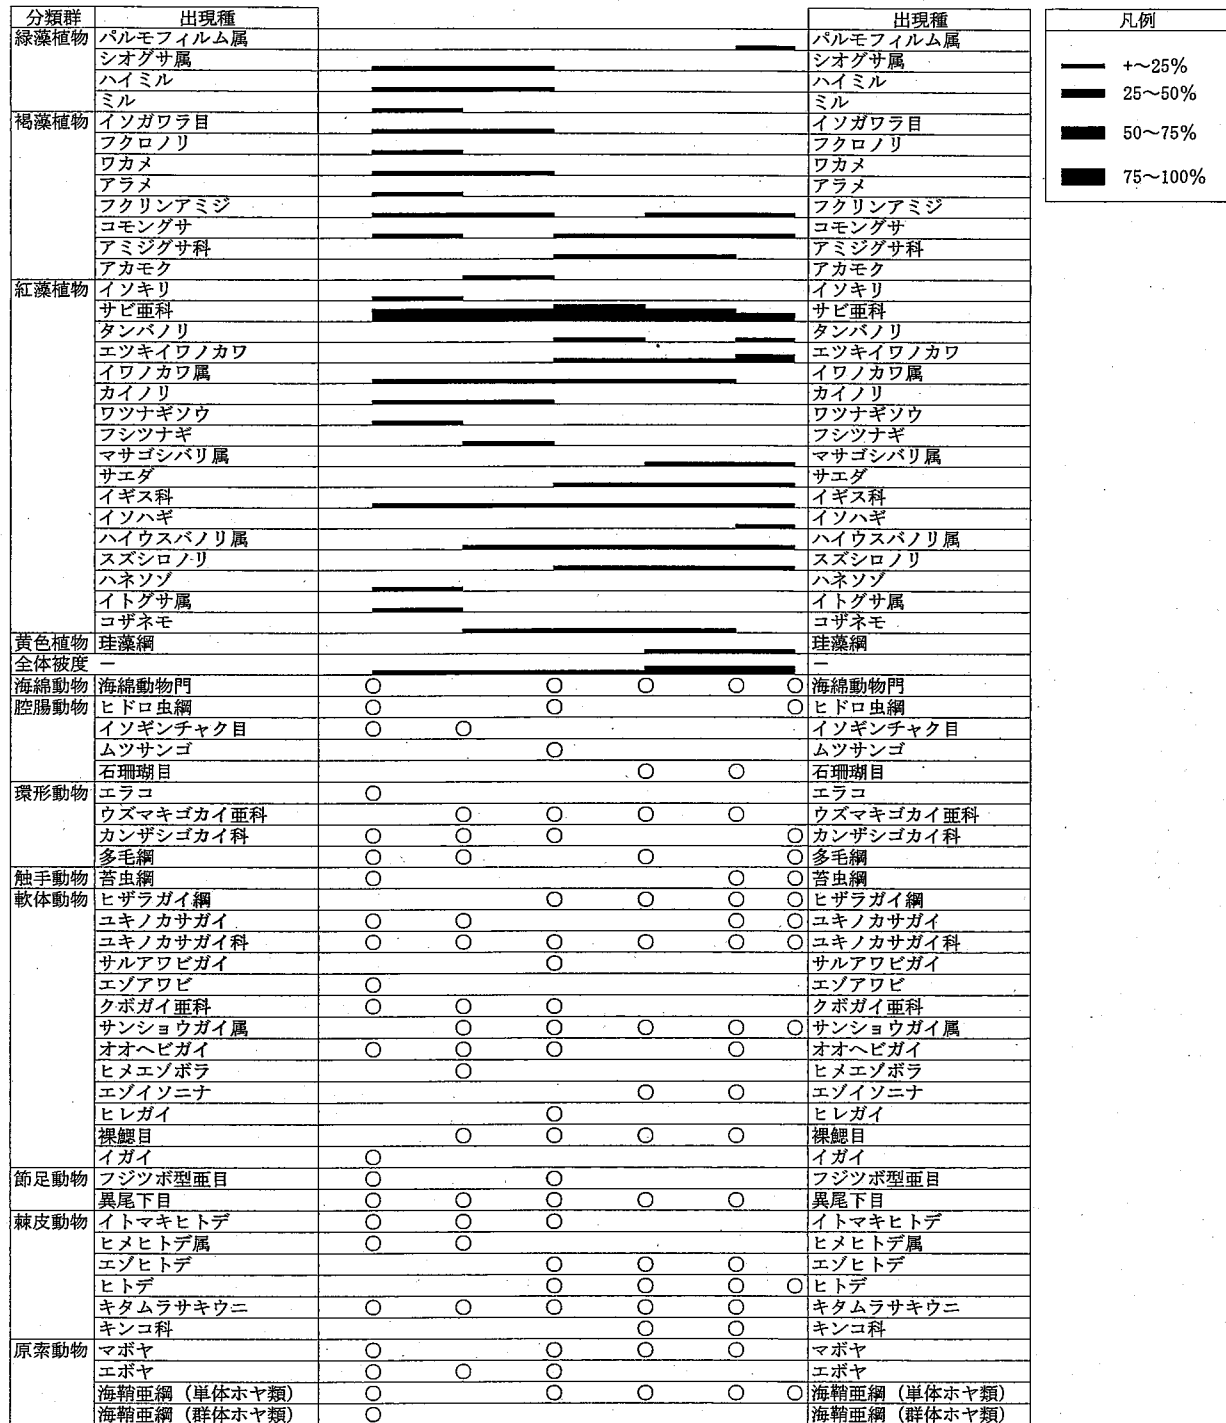 分類群 出現種 出現種 凡例
緑藻植物 パルモフィルム属 パルモフィルム属
シオグサ属 シオグサ属
ハイミル ハイミル
ミル ミル
褐藻植物 イソガワラ目 イソガワラ目
フクロノリ フクロノリ
ワカメ ワカメ
アラメ アラメ
フクリンアミジ フクリンアミジ
コモングサ コモングサ
アミジグサ科 アミジグサ科
アカモク アカモク
紅藻植物 イソキリ イソキリ
サビ亜科 サビ亜科
タンバノリ タンバノリ
エツキイワノカワ エツキイワノカワ
イワノカワ属 イワノカワ属
カイノリ カイノリ
ワツナギソウ ワツナギソウ
フシツナギ フシツナギ
マサゴシバリ属 マサゴシバリ属
サエダ サエダ
イギス科 イギス科
イソハギ イソハギ
ハイウスバノリ属 ハイウスバノリ属
スズシロノリ スズシロノリ
ハネソゾ ハネソゾ
イトグサ属 イトグサ属
コザネモ コザネモ
黄色植物 珪藻綱 珪藻綱
全体被度 － －
海綿動物 海綿動物門 ○ ○ ○ ○ ○ 海綿動物門
腔腸動物 ヒドロ虫綱 ○ ○ ○ ヒドロ虫綱
イソギンチャク目 ○ ○ イソギンチャク目
ムツサンゴ ○ ムツサンゴ
石珊瑚目 ○ ○ 石珊瑚目
環形動物 エラコ ○ エラコ
ウズマキゴカイ亜科 ○ ○ ○ ○ ウズマキゴカイ亜科
カンザシゴカイ科 ○ ○ ○ ○ カンザシゴカイ科
多毛綱 ○ ○ ○ ○ 多毛綱
触手動物 苔虫綱 ○ ○ ○ 苔虫綱
軟体動物 ヒザラガイ綱 ○ ○ ○ ○ ヒザラガイ綱
ユキノカサガイ ○ ○ ○ ○ ユキノカサガイ
ユキノカサガイ科 ○ ○ ○ ○ ○ ○ ユキノカサガイ科
サルアワビガイ ○ サルアワビガイ
エゾアワビ ○ エゾアワビ
クボガイ亜科 ○ ○ ○ クボガイ亜科
サンショウガイ属 ○ ○ ○ ○ ○ サンショウガイ属
オオヘビガイ ○ ○ ○ ○ オオヘビガイ
ヒメエゾボラ ○ ヒメエゾボラ
エゾイソニナ ○ ○ エゾイソニナ
ヒレガイ ○ ヒレガイ
裸鰓目 ○ ○ ○ ○ 裸鰓目
イガイ ○ イガイ
節足動物 フジツボ型亜目 ○ ○ フジツボ型亜目
異尾下目 ○ ○ ○ ○ ○ 異尾下目
棘皮動物 イトマキヒトデ ○ ○ ○ イトマキヒトデ
ヒメヒトデ属 ○ ○ ヒメヒトデ属
エゾヒトデ ○ ○ ○ エゾヒトデ
ヒトデ ○ ○ ○ ○ ヒトデ
キタムラサキウニ ○ ○ ○ ○ ○ キタムラサキウニ
キンコ科 ○ ○ キンコ科
原索動物 マボヤ ○ ○ ○ ○ マボヤ
エボヤ ○ ○ ○ エボヤ
海鞘亜綱（単体ホヤ類） ○ ○ ○ ○ ○ 海鞘亜綱（単体ホヤ類）
海鞘亜綱（群体ホヤ類） ○ 海鞘亜綱（群体ホヤ類）
+～25%
25～50%
50～75%
75～100%